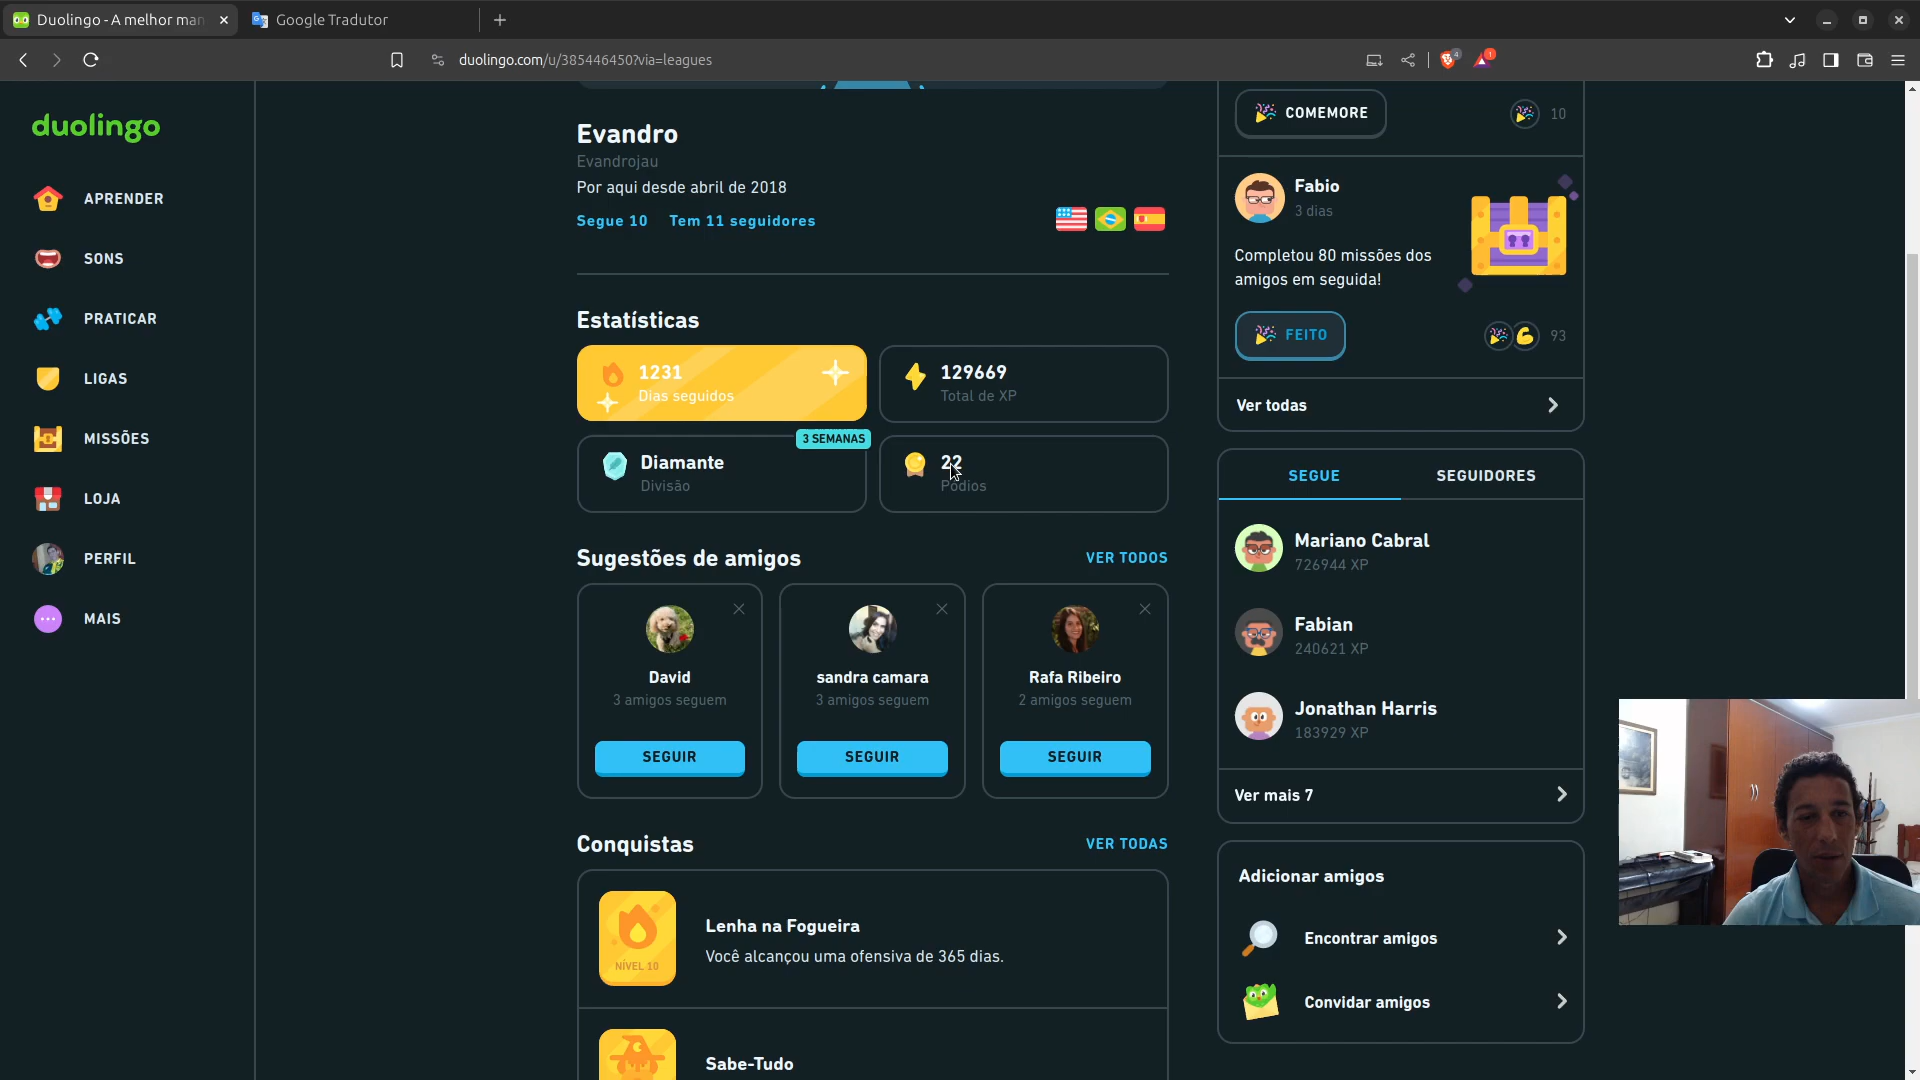 Duolingo - A melhor man
Google Tradutor
duolingo.com/u/385446450?via=leagues
4
1
duolingo
APRENDER
SONS
PRATICAR
LIGAS
MISSÕES
LOJA
PERFIL
MAIS
Evandro
Evandrojau
Por aqui desde abril de 2018
Segue 10
Tem 11 seguidores
Estatísticas
1231
Dias seguidos
129669
Total de XP
3 SEMANAS
Diamante
Divisão
22
Pódios
Sugestões de amigos
VER TODOS
David
3 amigos seguem
SEGUIR
sandra camara
3 amigos seguem
SEGUIR
Rafa Ribeiro
2 amigos seguem
SEGUIR
Conquistas
VER TODAS
NÍVEL 10
Lenha na Fogueira
Você alcançou uma ofensiva de 365 dias.
Sabe-Tudo
COMEMORE
10
Fabio
3 dias
Completou 80 missões dos
amigos em seguida!
FEITO
93
Ver todas
SEGUE
SEGUIDORES
Mariano Cabral
726944 XP
Fabian
240621 XP
Jonathan Harris
183929 XP
Ver mais 7
Adicionar amigos
Encontrar amigos
Convidar amigos